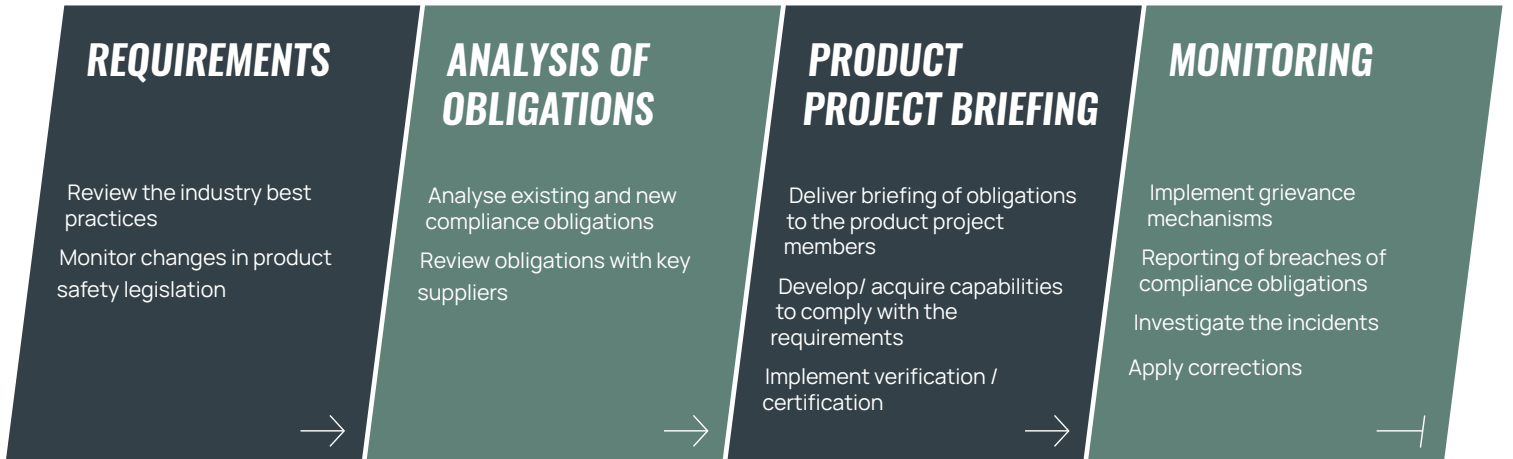 REQUIREMENTS
Review the industry best
practices
Monitor changes in product
safety legislation
ANALYSIS OF
OBLIGATIONS
Analyse existing and new
compliance obligations
Review obligations with key
suppliers
PRODUCT
PROJECT BRIEFING
Deliver briefing of obligations
to the product project
members
Develop/ acquire capabilities
to comply with the
requirements
Implement verification /
certification
MONITORING
Implement grievance
mechanisms
Reporting of breaches of
compliance obligations
Investigate the incidents
Apply corrections